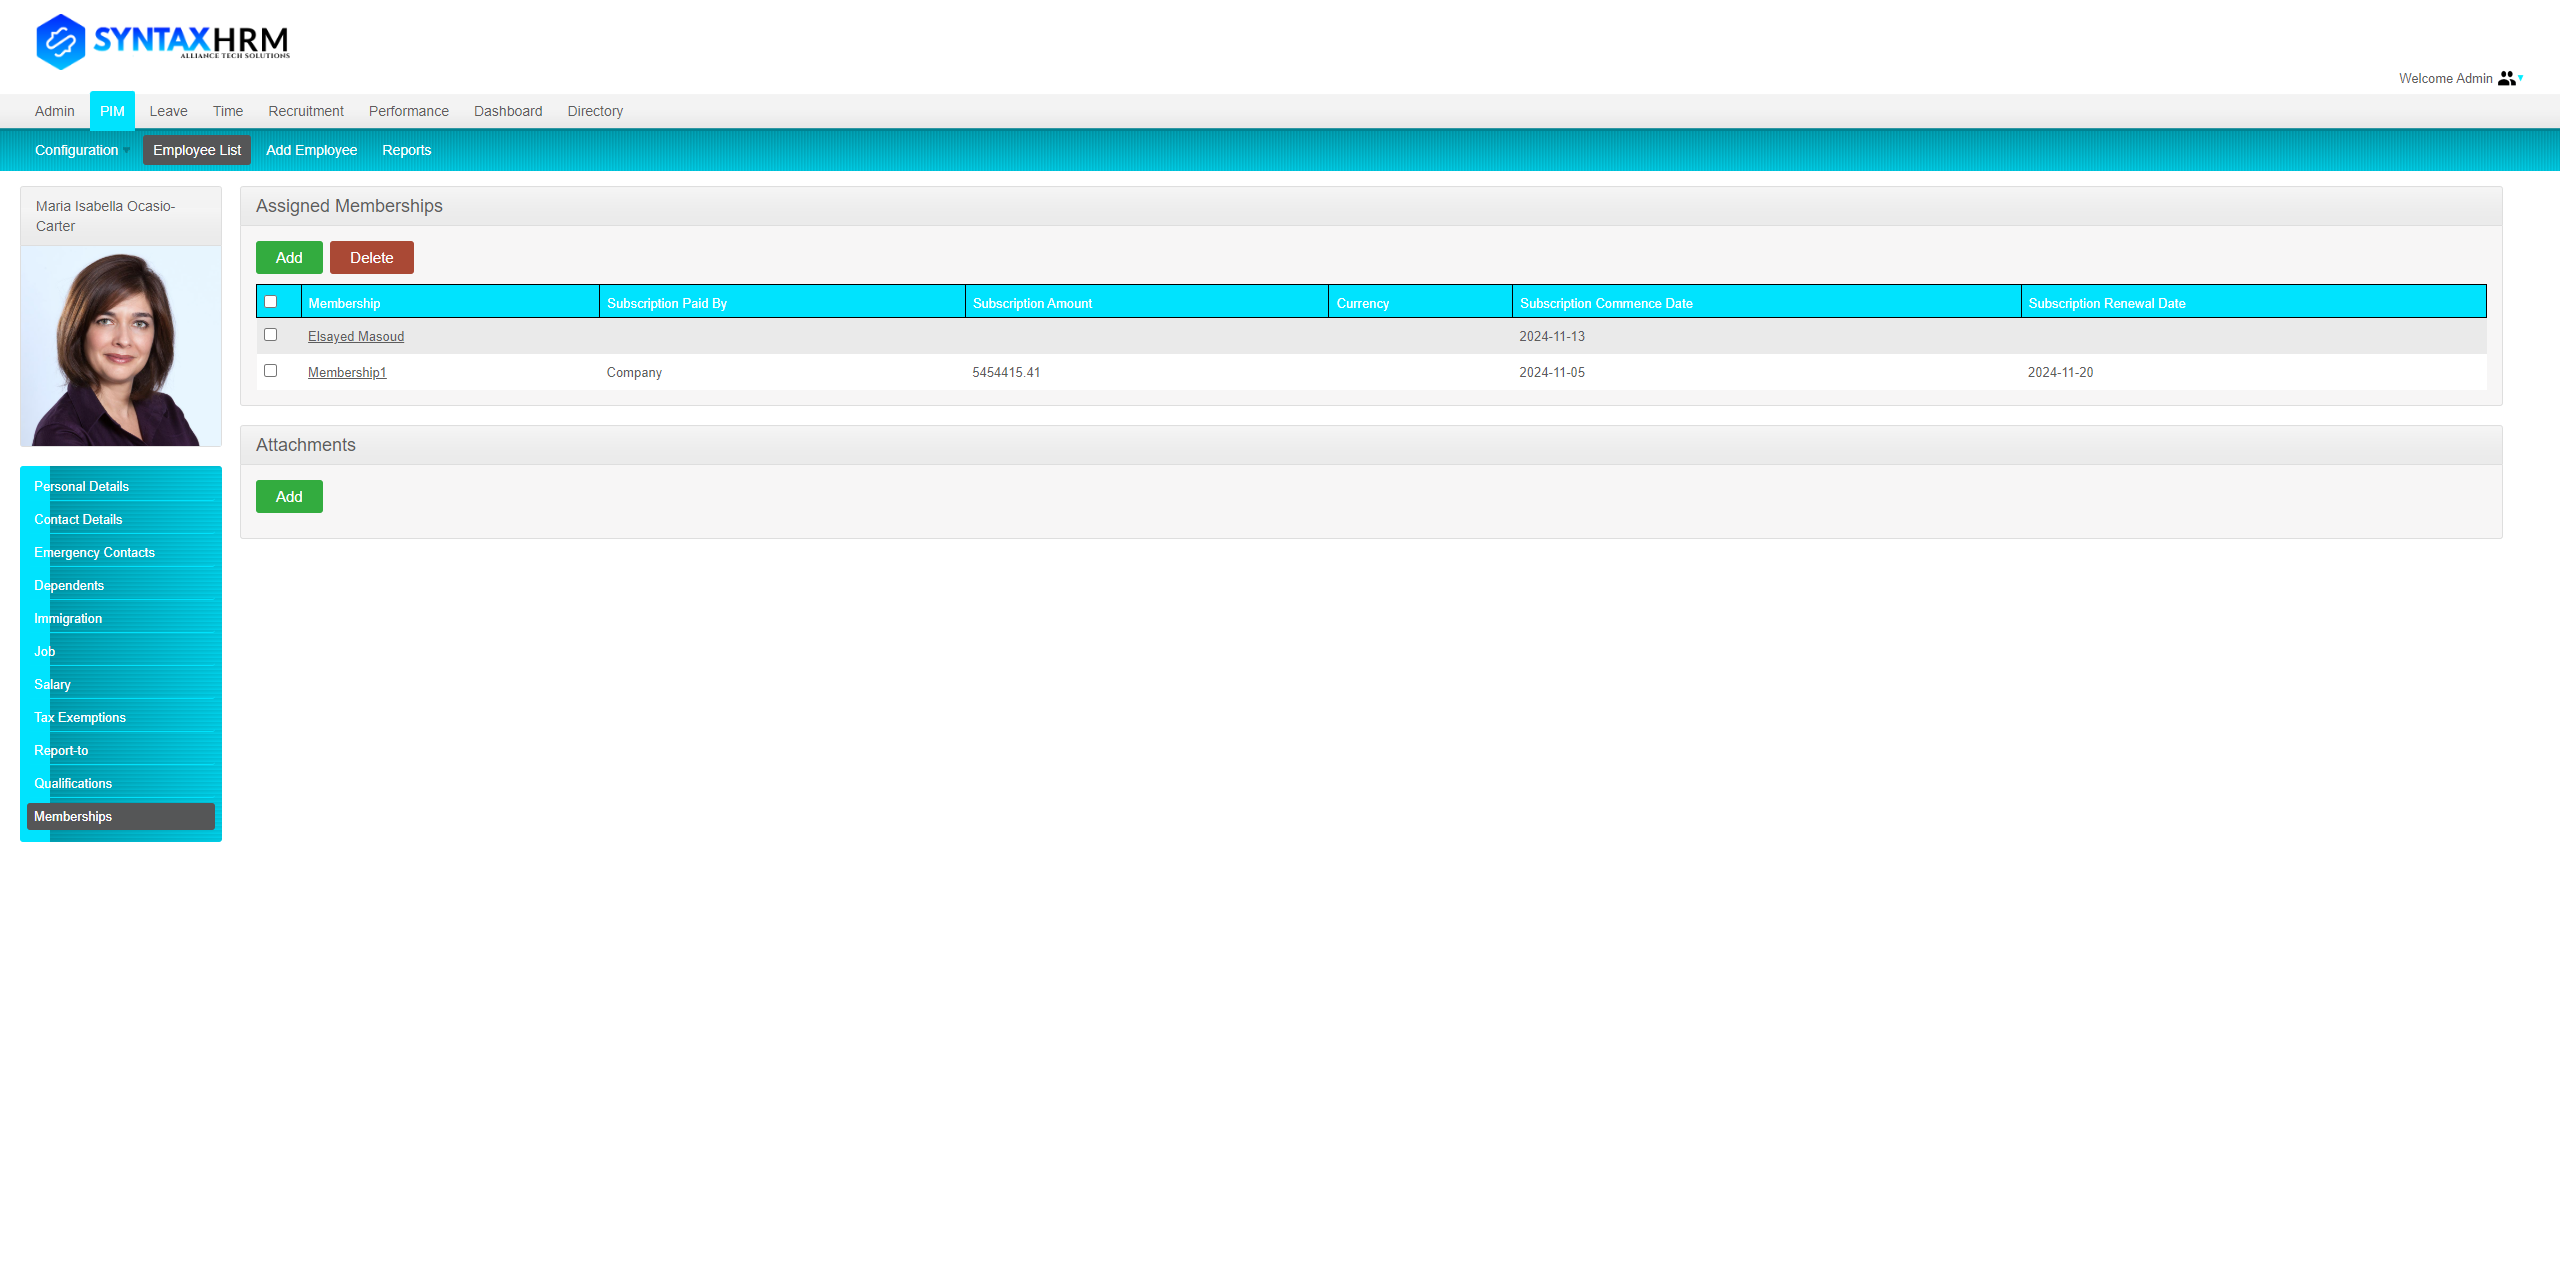 SYNTAXHRM
ALLIANCE TECH SOLUTIONS
Welcome Admin
Admin PIM Leave Time Recruitment Performance Dashboard Directory
Configuration Employee List Add Employee Reports
Maria Isabella Ocasio-
Carter
Personal Details
Contact Details
Emergency Contacts
Dependents
Immigration
Job
Salary
Tax Exemptions
Report-to
Qualifications
Memberships
Assigned Memberships
Add Delete
Membership Subscription Paid By Subscription Amount Currency Subscription Commence Date Subscription Renewal Date
Elsayed Masoud 2024-11-13
Membership1 Company 5454415.41 2024-11-05 2024-11-20
Attachments
Add